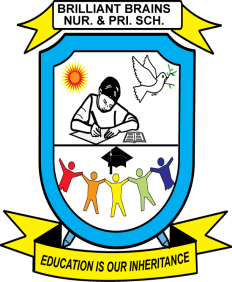 BRILLIANT BRAINS
NUR. & PRI. SCH.
EDUCATION IS OUR INHERITANCE